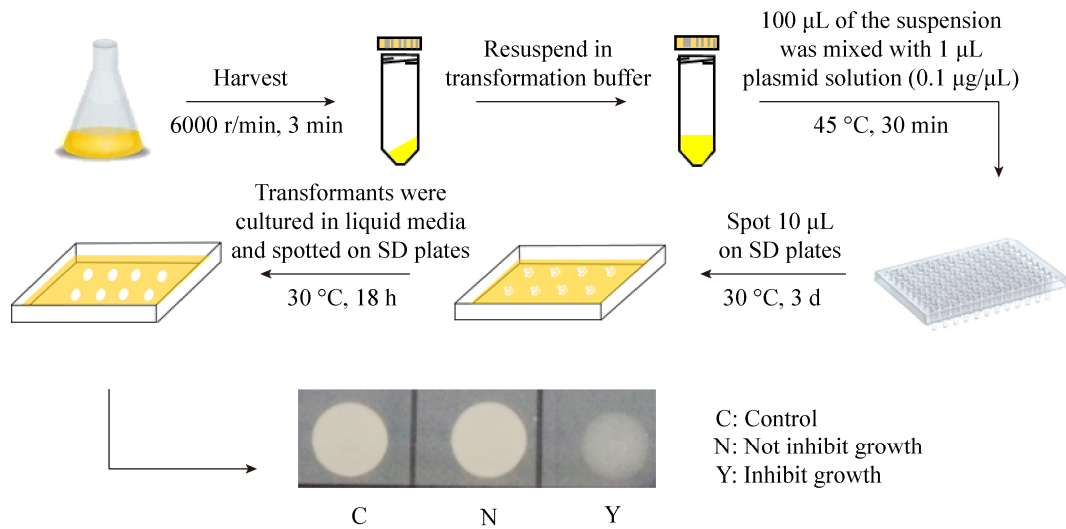 Harvest
6000 r/min, 3 min
Resuspend in
transformation buffer
100 μL of the suspension
was mixed with 1 μL
plasmid solution (0.1 μg/μL)
45 °C, 30 min
Transformants were
cultured in liquid media
and spotted on SD plates
30 °C, 18 h
Spot 10 μL
on SD plates
30 °C, 3 d
C: Control
N: Not inhibit growth
Y: Inhibit growth
C
N
Y